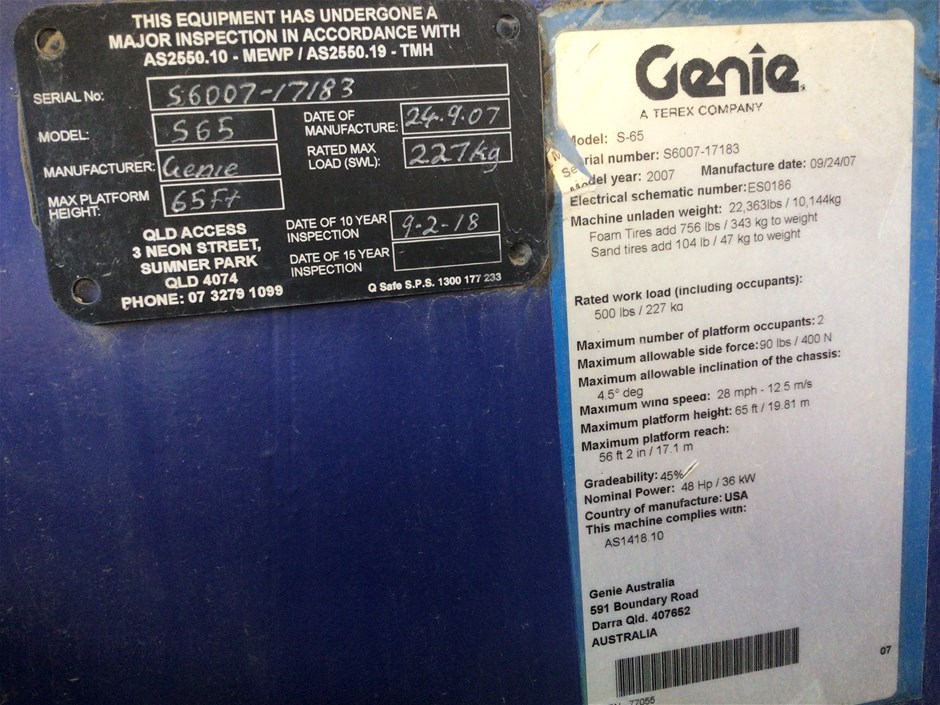 THIS EQUIPMENT HAS UNDERGONE A
MAJOR INSPECTION IN ACCORDANCE WITH
AS2550.10 - MEWP / AS2550.19 - TMH
SERIAL No: S6007-17183
MODEL: S65
MANUFACTURER: Genie
MAX PLATFORM HEIGHT: 65Ft
DATE OF MANUFACTURE: 24.9.07
RATED MAX LOAD (SWL): 227kg
QLD ACCESS
3 NEON STREET,
SUMNER PARK
QLD 4074
PHONE: 07 3279 1099
DATE OF 10 YEAR INSPECTION 9-2-18
DATE OF 15 YEAR INSPECTION
Q Safe S.P.S. 1300 177 233
Genie
A TEREX COMPANY
Model: S-65
Serial number: S6007-17183
Model year: 2007 Manufacture date: 09/24/07
Electrical schematic number: ES0186
Machine unladen weight: 22,363lbs / 10,144kg
Foam Tires add 756 lbs / 343 kg to weight
Sand tires add 104 lb / 47 kg to weight
Rated work load (including occupants):
500 lbs / 227 kg
Maximum number of platform occupants: 2
Maximum allowable side force: 90 lbs / 400 N
Maximum allowable inclination of the chassis:
4.5° deg
Maximum wind speed: 28 mph - 12.5 m/s
Maximum platform height: 65 ft / 19.81 m
Maximum platform reach:
56 ft 2 in / 17.1 m
Gradeability: 45%
Nominal Power: 48 Hp / 36 kW
Country of manufacture: USA
This machine complies with:
AS1418.10
Genie Australia
591 Boundary Road
Darra Qld. 407652
AUSTRALIA
07
77055